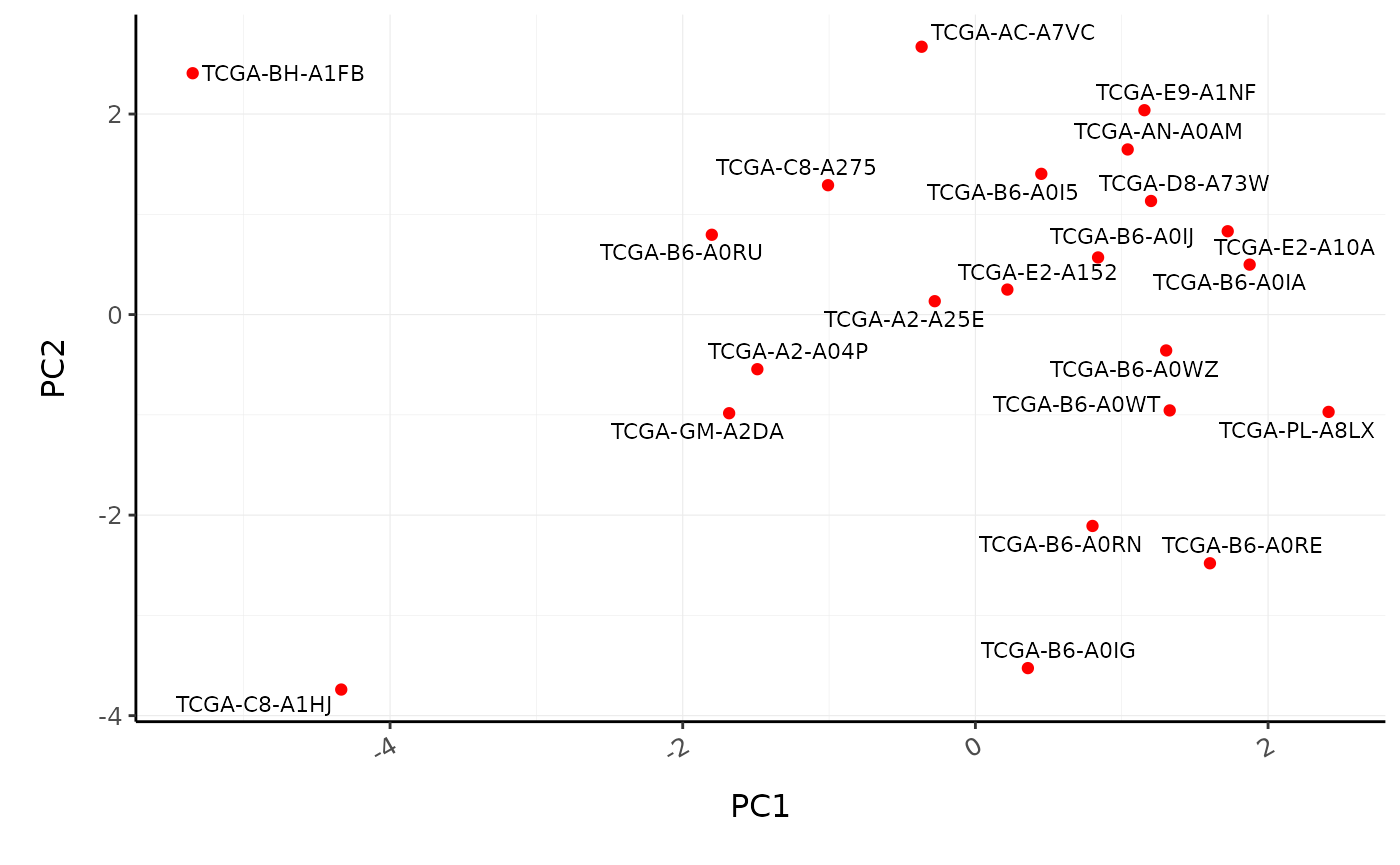 TCGA-AC-A7VC
TCGA-BH-A1FB
TCGA-E9-A1NF
2
TCGA-AN-A0AM
TCGA-C8-A275
TCGA-D8-A73W
TCGA-B6-A0I5
TCGA-B6-A0IJ
TCGA-E2-A10A
TCGA-B6-A0RU
TCGA-E2-A152
TCGA-B6-A0IA
0
TCGA-A2-A25E
TCGA-A2-A04P
PC2
TCGA-B6-A0WZ
TCGA-B6-A0WT
TCGA-GM-A2DA
TCGA-PL-A8LX
-2
TCGA-B6-A0RN
TCGA-B6-A0RE
TCGA-B6-A0IG
TCGA-C8-A1HJ
-4
-4
-2
0
2
PC1